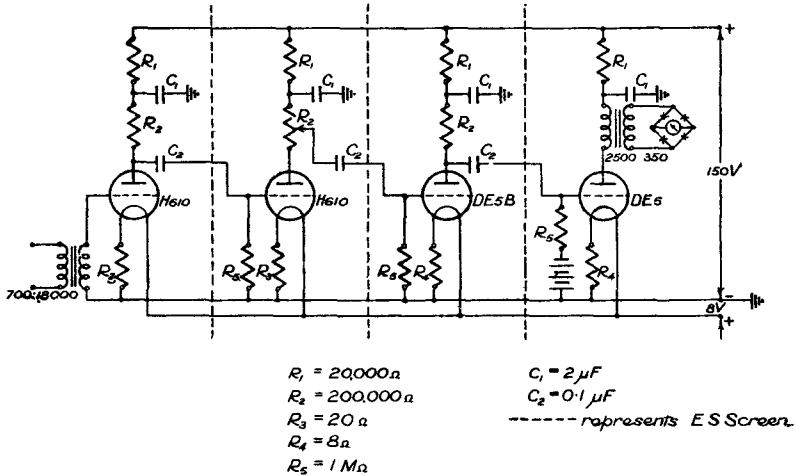 +
R₁ R₁ R₁ R₁
C₁ C₁ C₁ C₁
R₂ R₂ R₂
2500 350
C₂ C₂ C₂
150V
H610 H610 DE5B DE5
R₃ R₅ R₃ R₅ R₄ R₅ R₄
700:18000
-
8V
+
R₁ = 20,000Ω
R₂ = 200,000Ω
R₃ = 20Ω
R₄ = 8Ω
R₅ = 1 MΩ
C₁ = 2 μF
C₂ = 0·1 μF
represents E S Screen